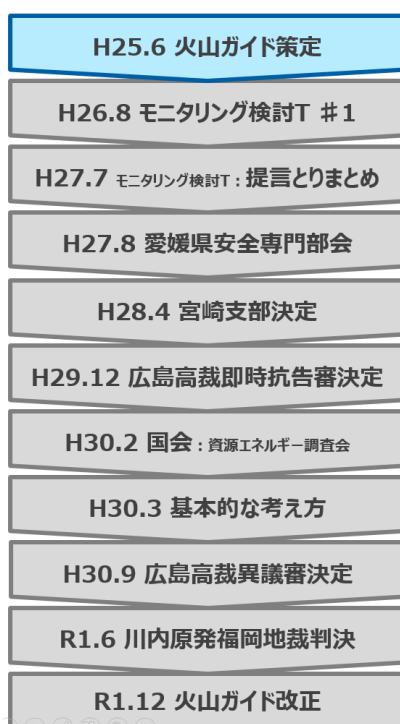 H25.6 火山ガイド策定
H26.8 モニタリング検討T #1
H27.7 モニタリング検討T：提言とりまとめ
H27.8 愛媛県安全専門部会
H28.4 宮崎支部決定
H29.12 広島高裁即時抗告審決定
H30.2 国会：資源エネルギー調査会
H30.3 基本的な考え方
H30.9 広島高裁異議審決定
R1.6 川内原発福岡地裁判決
R1.12 火山ガイド改正